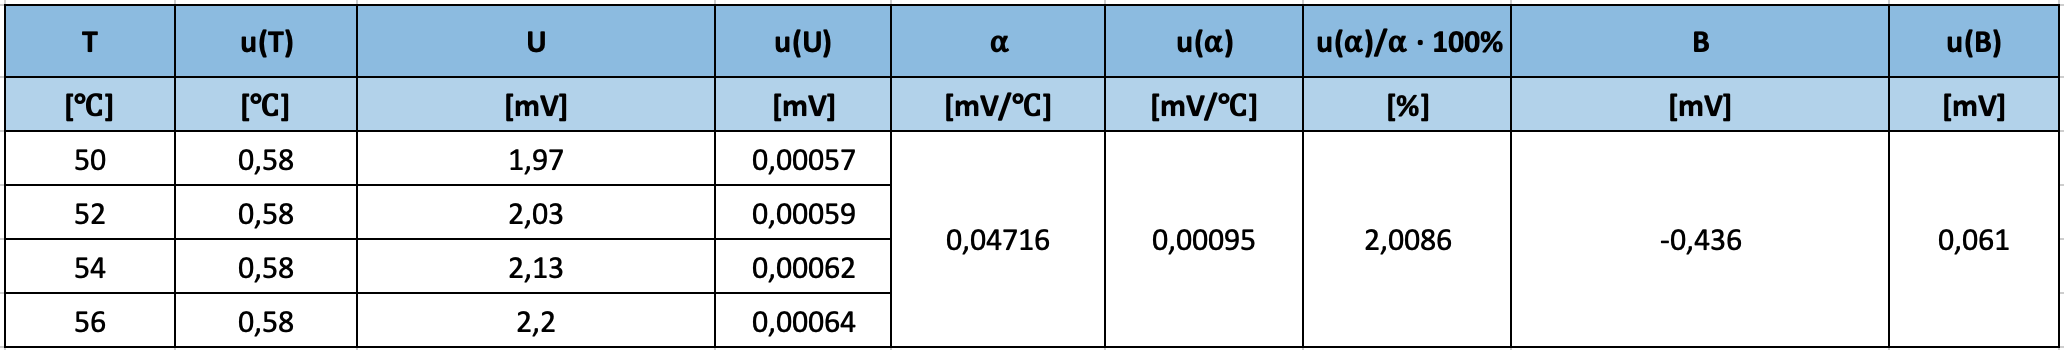 T u(T) U u(U) α u(α) u(α)/α · 100% B u(B)
[°C] [°C] [mV] [mV] [mV/°C] [mV/°C] [%] [mV] [mV]
50 0,58 1,97 0,00057
52 0,58 2,03 0,00059
0,04716 0,00095 2,0086 -0,436 0,061
54 0,58 2,13 0,00062
56 0,58 2,2 0,00064